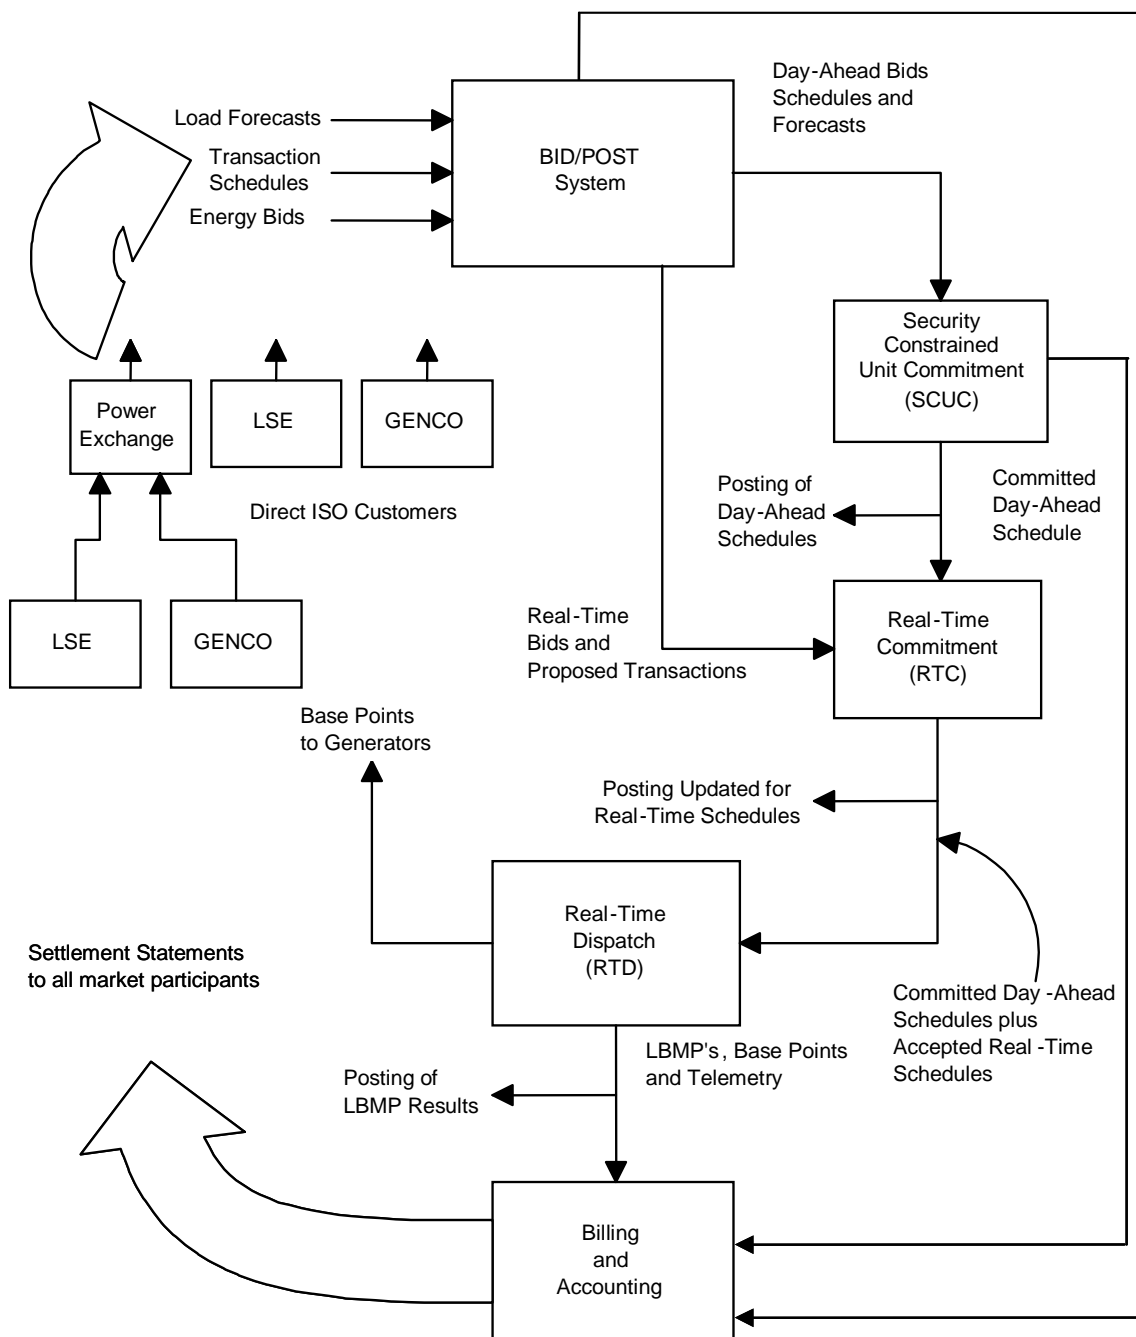 Day-Ahead Bids
Schedules and
Forecasts
Load Forecasts
Transaction
Schedules
Energy Bids
BID/POST
System
Security
Constrained
Unit Commitment
(SCUC)
Power
Exchange
LSE
GENCO
Direct ISO Customers
Posting of
Day-Ahead
Schedules
Committed
Day-Ahead
Schedule
LSE
GENCO
Real-Time
Bids and
Proposed Transactions
Real-Time
Commitment
(RTC)
Base Points
to Generators
Posting Updated for
Real-Time Schedules
Real-Time
Dispatch
(RTD)
Settlement Statements
to all market participants
Committed Day -Ahead
Schedules plus
Accepted Real -Time
Schedules
LBMP's, Base Points
and Telemetry
Posting of
LBMP Results
Billing
and
Accounting